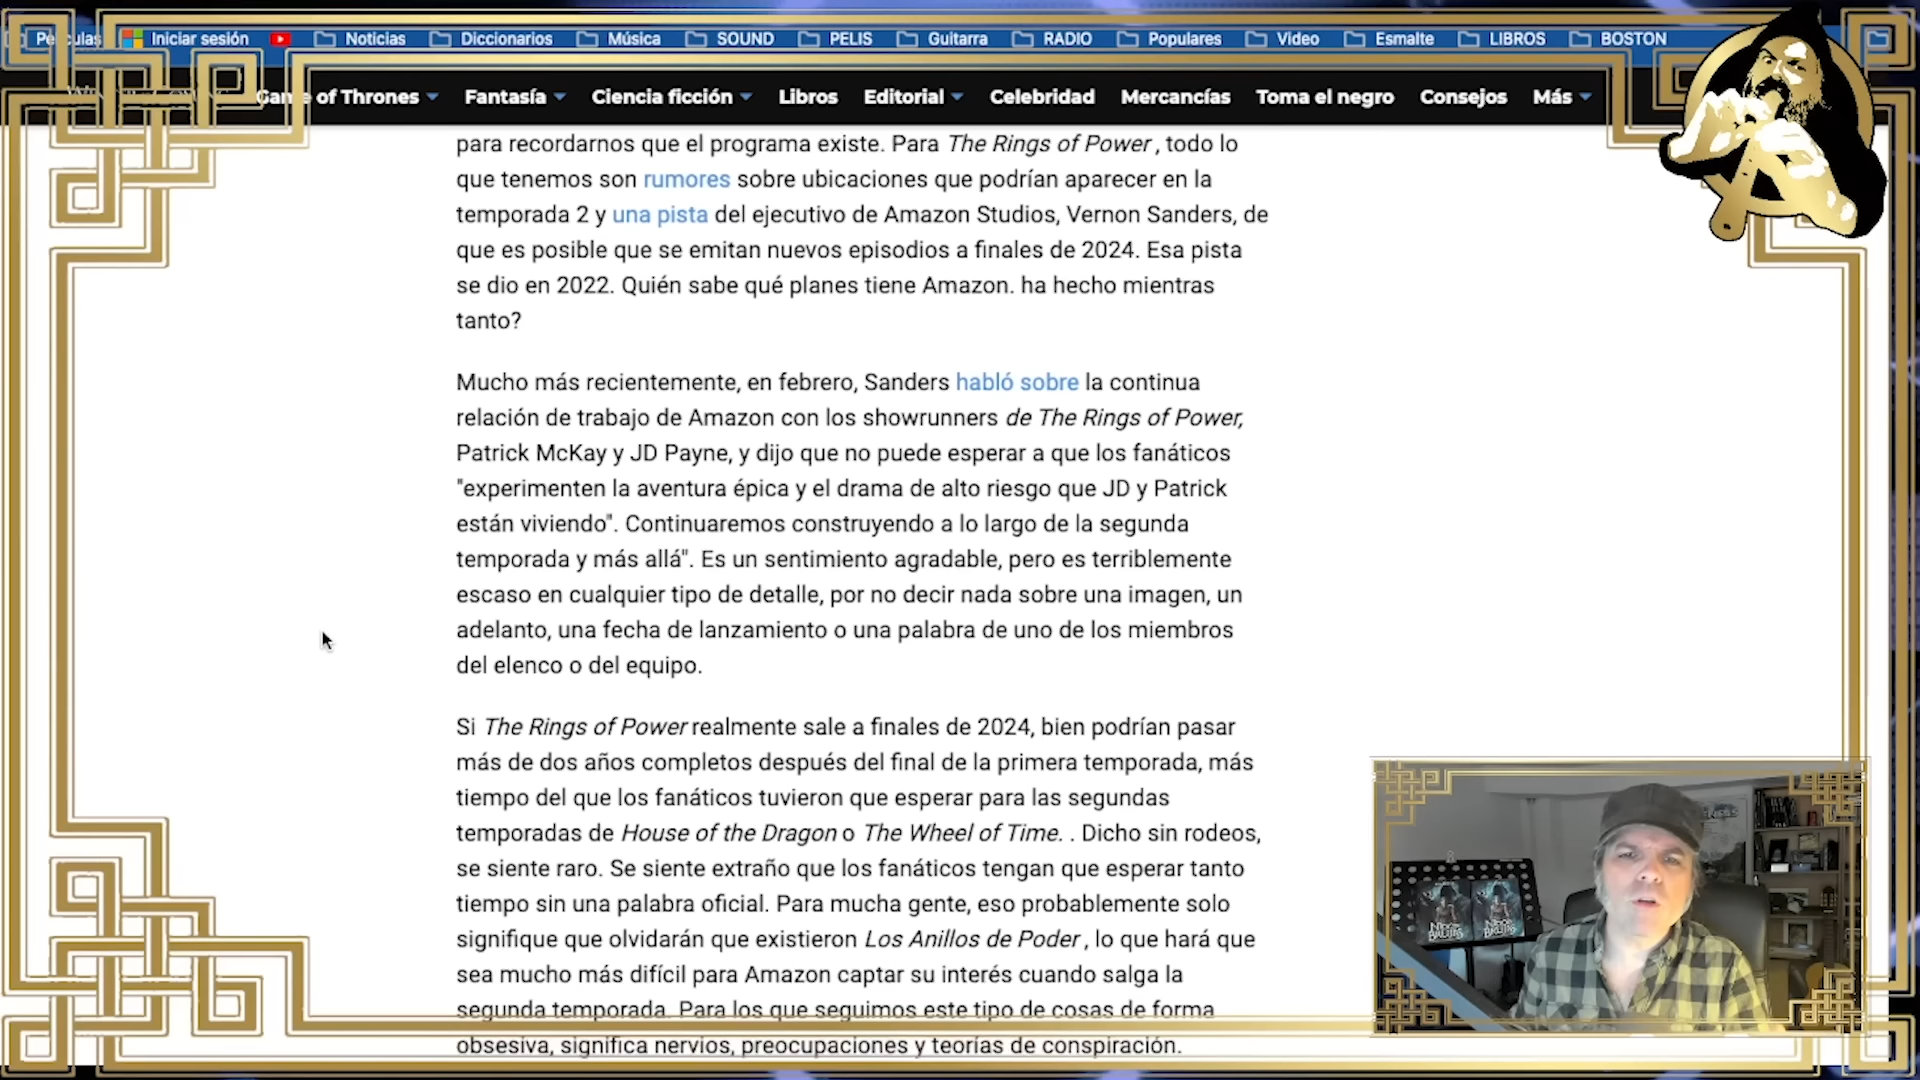 Películas Iniciar sesión Noticias Diccionarios Música SOUND PELIS Guitarra RADIO Populares Video Esmalte LIBROS BOSTON
Game of Thrones Fantasía Ciencia ficción Libros Editorial Celebridad Mercancías Toma el negro Consejos Más
para recordarnos que el programa existe. Para The Rings of Power , todo lo
que tenemos son rumores sobre ubicaciones que podrían aparecer en la
temporada 2 y una pista del ejecutivo de Amazon Studios, Vernon Sanders, de
que es posible que se emitan nuevos episodios a finales de 2024. Esa pista
se dio en 2022. Quién sabe qué planes tiene Amazon. ha hecho mientras
tanto?
Mucho más recientemente, en febrero, Sanders habló sobre la continua
relación de trabajo de Amazon con los showrunners de The Rings of Power,
Patrick McKay y JD Payne, y dijo que no puede esperar a que los fanáticos
"experimenten la aventura épica y el drama de alto riesgo que JD y Patrick
están viviendo". Continuaremos construyendo a lo largo de la segunda
temporada y más allá". Es un sentimiento agradable, pero es terriblemente
escaso en cualquier tipo de detalle, por no decir nada sobre una imagen, un
adelanto, una fecha de lanzamiento o una palabra de uno de los miembros
del elenco o del equipo.
Si The Rings of Power realmente sale a finales de 2024, bien podrían pasar
más de dos años completos después del final de la primera temporada, más
tiempo del que los fanáticos tuvieron que esperar para las segundas
temporadas de House of the Dragon o The Wheel of Time. . Dicho sin rodeos,
se siente raro. Se siente extraño que los fanáticos tengan que esperar tanto
tiempo sin una palabra oficial. Para mucha gente, eso probablemente solo
signifique que olvidarán que existieron Los Anillos de Poder , lo que hará que
sea mucho más difícil para Amazon captar su interés cuando salga la
segunda temporada. Para los que seguimos este tipo de cosas de forma
obsesiva, significa nervios, preocupaciones y teorías de conspiración.